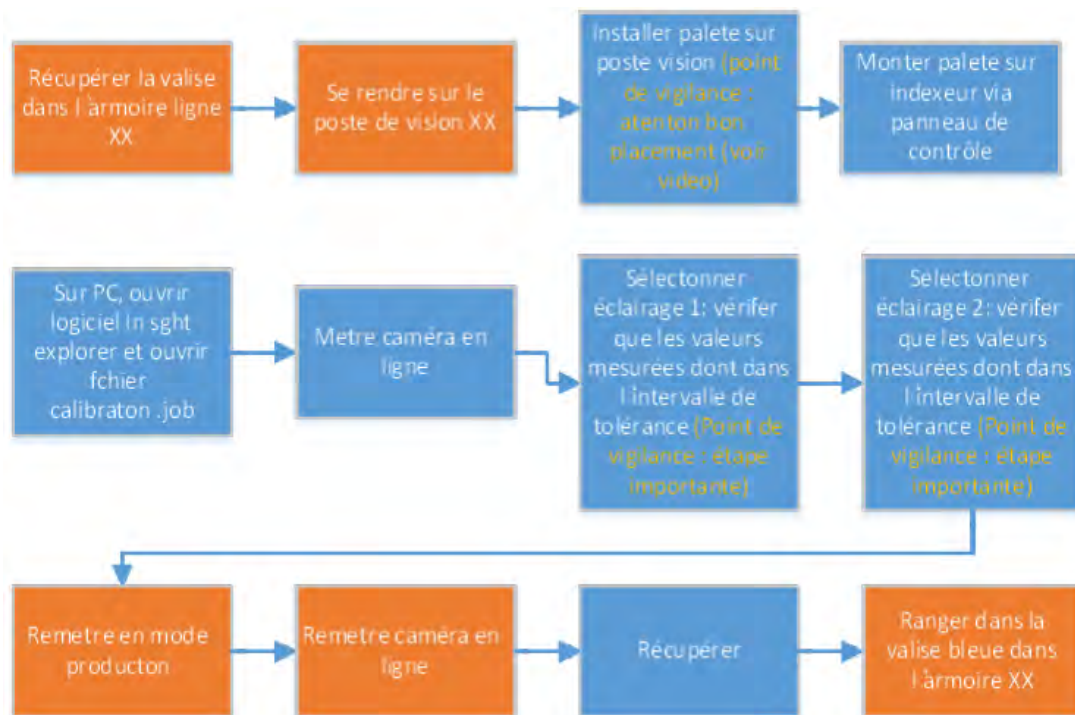 Récupérer la valise
dans l'armoire ligne
XX
Se rendre sur le
poste de vision XX
Installer palete sur
poste vision (point
de vigilance :
atenton bon
placement (voir
video)
Monter palete sur
indexeur via
panneau de
contrôle
Sur PC, ouvrir
logiciel in sght
explorer et ouvrir
fchier
calibraton .job
Metre caméra en
ligne
Sélectonner
éclairage 1: vérifer
que les valeurs
mesurées dont dans
l'intervalle de
tolérance (Point de
vigilance : étape
importante)
Selectonner
éclairage 2: vérifer
que les valeurs
mesurées dont dans
l'intervalle de
tolérance (Point de
vigilance : étape
importante)
Remetre en mode
producton
Remetre caméra en
ligne
Récupérer
Ranger dans la
valise bleue dans
l'armoire XX